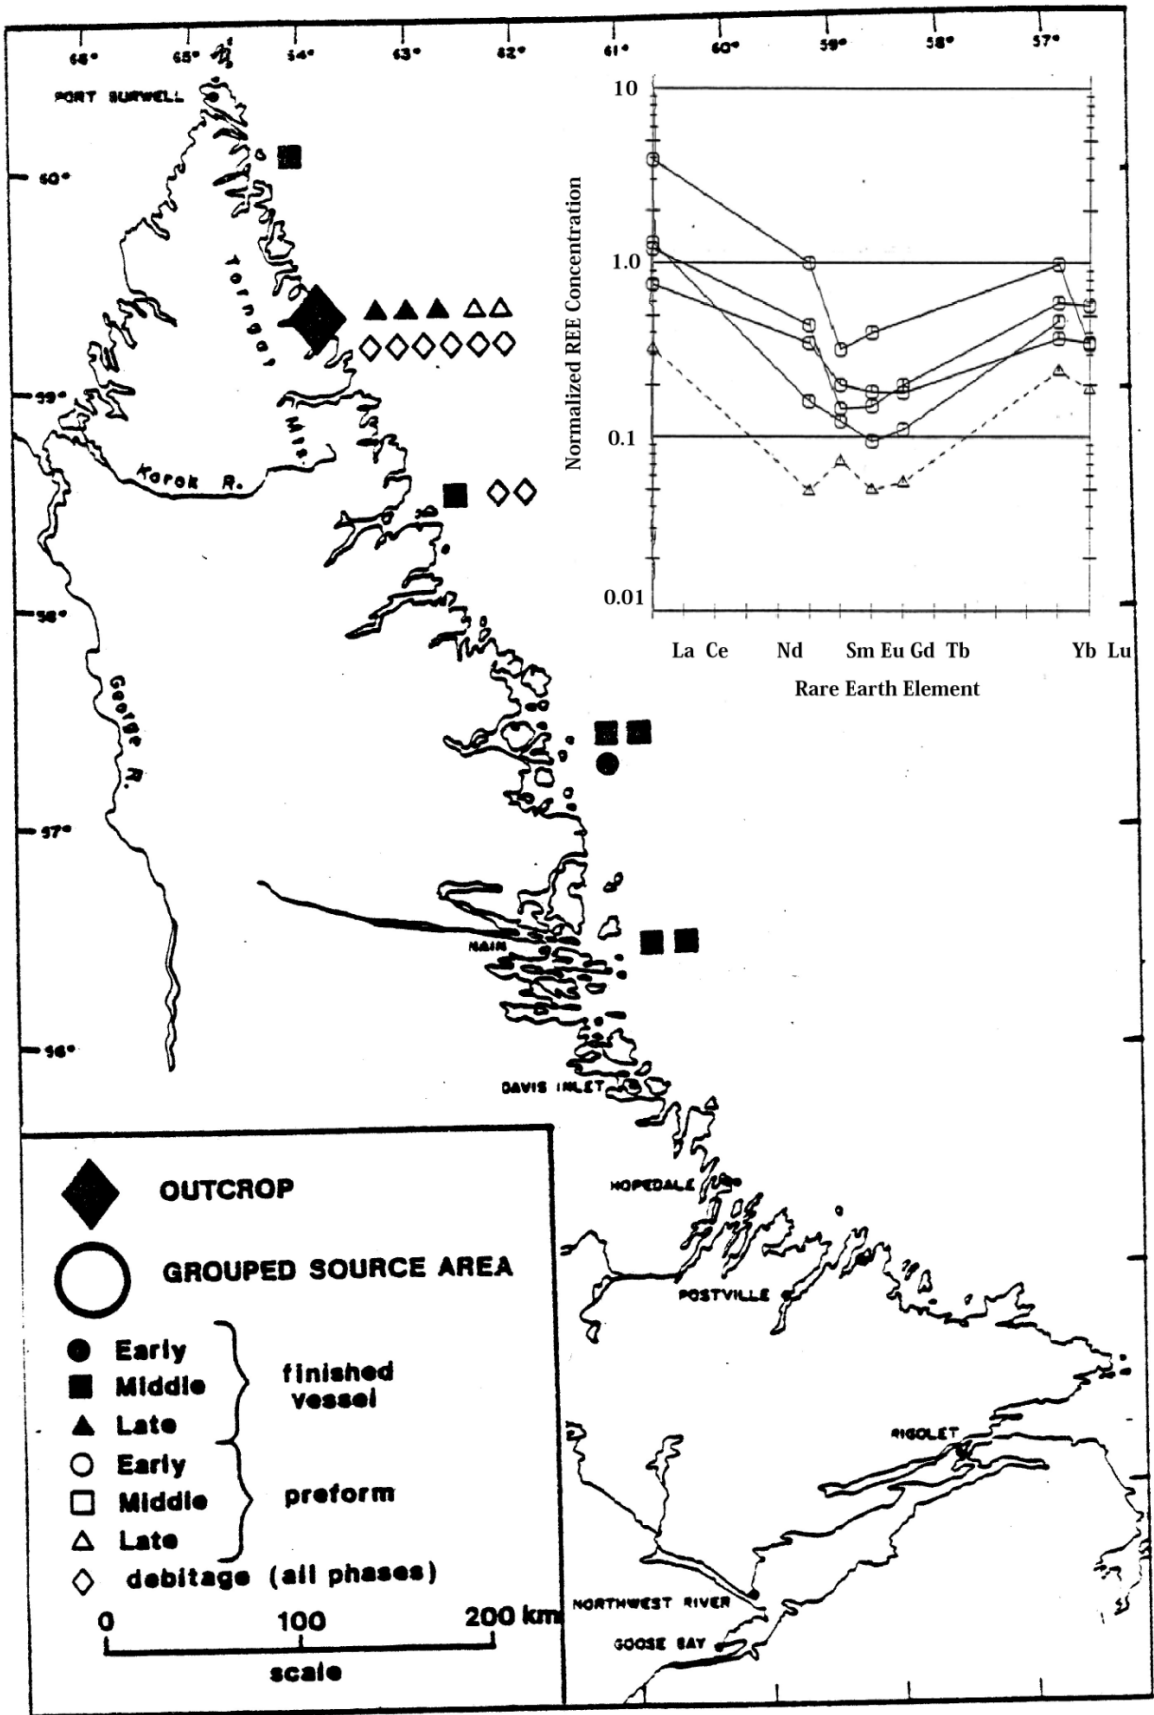 65° 65° 64° 63° 62° 61° 60° 59° 58° 57°
PORT BURWELL
60°
Torngat
Mts.
59°
Korok R.
58°
George R.
57°
NAIN
56°
DAVIS INLET
HOPEDALE
POSTVILLE
RIGOLET
NORTHWEST RIVER
GOOSE BAY
10
1.0
0.1
0.01
Normalized REE Concentration
La Ce Nd Sm Eu Gd Tb Yb Lu
Rare Earth Element
OUTCROP
GROUPED SOURCE AREA
Early
Middle
Late
finished
vessel
Early
Middle
Late
preform
debitage (all phases)
0 100 200 km
scale